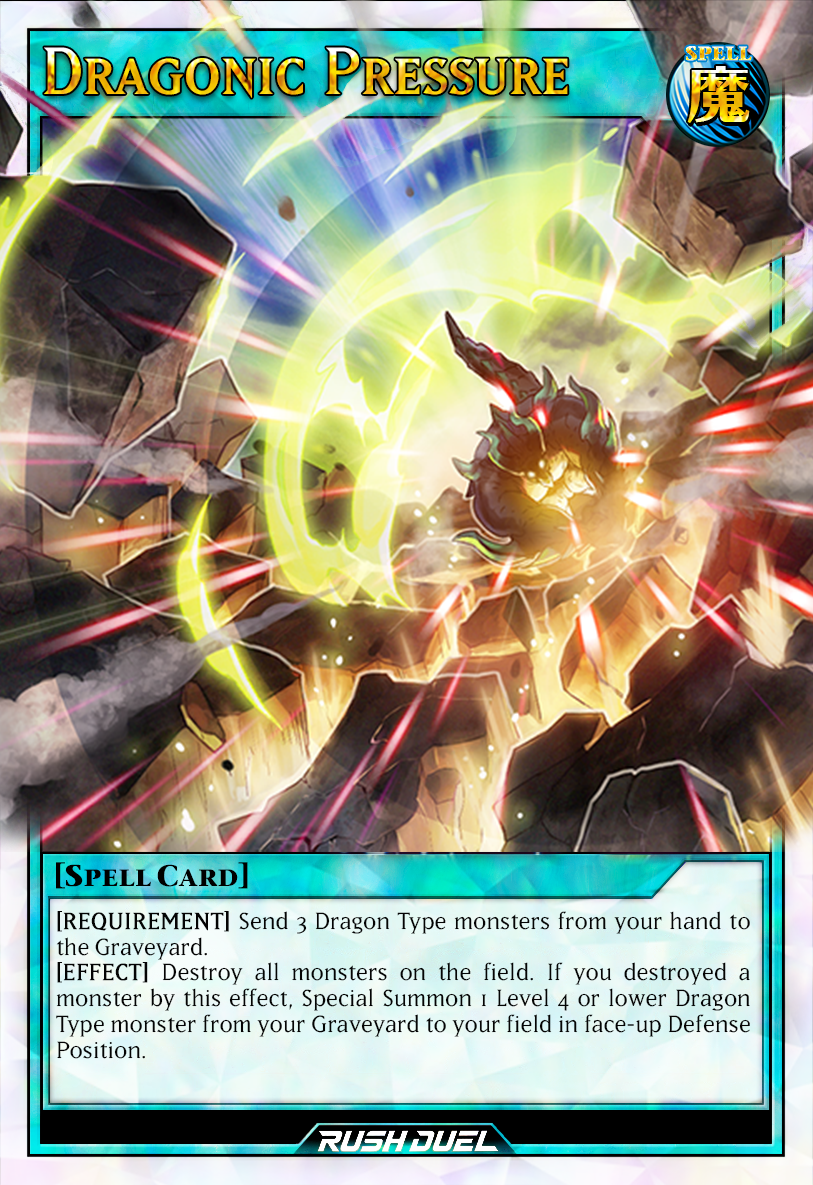 Dragonic Pressure
SPELL
魔
[Spell Card]
[REQUIREMENT] Send 3 Dragon Type monsters from your hand to
the Graveyard.
[EFFECT] Destroy all monsters on the field. If you destroyed a
monster by this effect, Special Summon 1 Level 4 or lower Dragon
Type monster from your Graveyard to your field in face-up Defense
Position.
RUSH DUEL